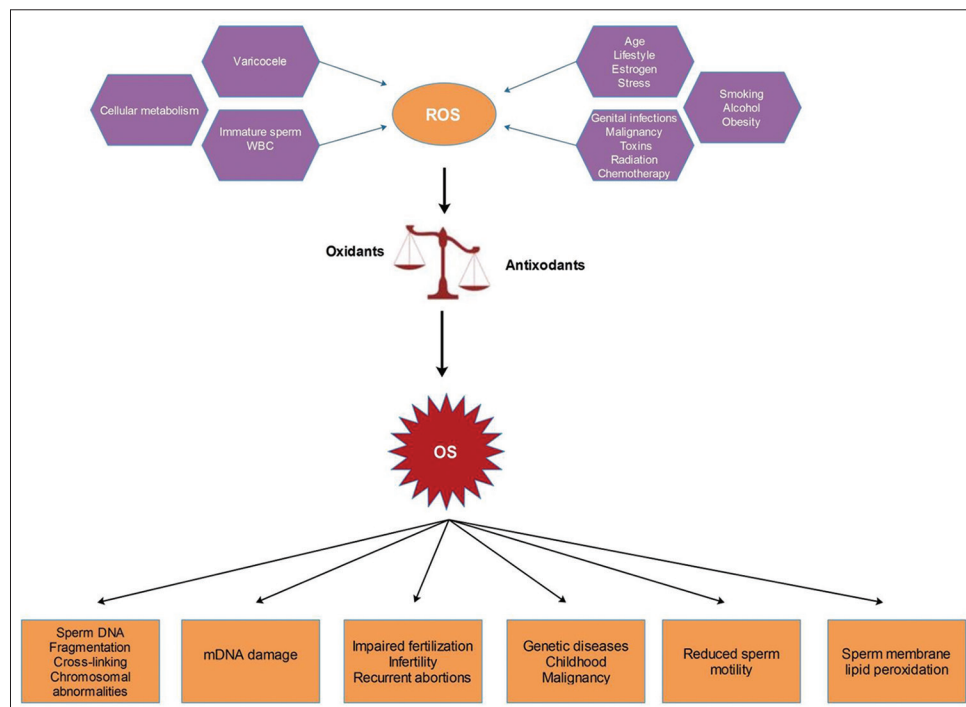 Varicocele
Cellular metabolism
Immature sperm
WBC
ROS
Age
Lifestyle
Estrogen
Stress
Smoking
Alcohol
Obesity
Genital infections
Malignancy
Toxins
Radiation
Chemotherapy
Oxidants
Antixodants
OS
Sperm DNA
Fragmentation
Cross-linking
Chromosomal
abnormalities
mDNA damage
Impaired fertilization
Infertility
Recurrent abortions
Genetic diseases
Childhood
Malignancy
Reduced sperm
motility
Sperm membrane
lipid peroxidation